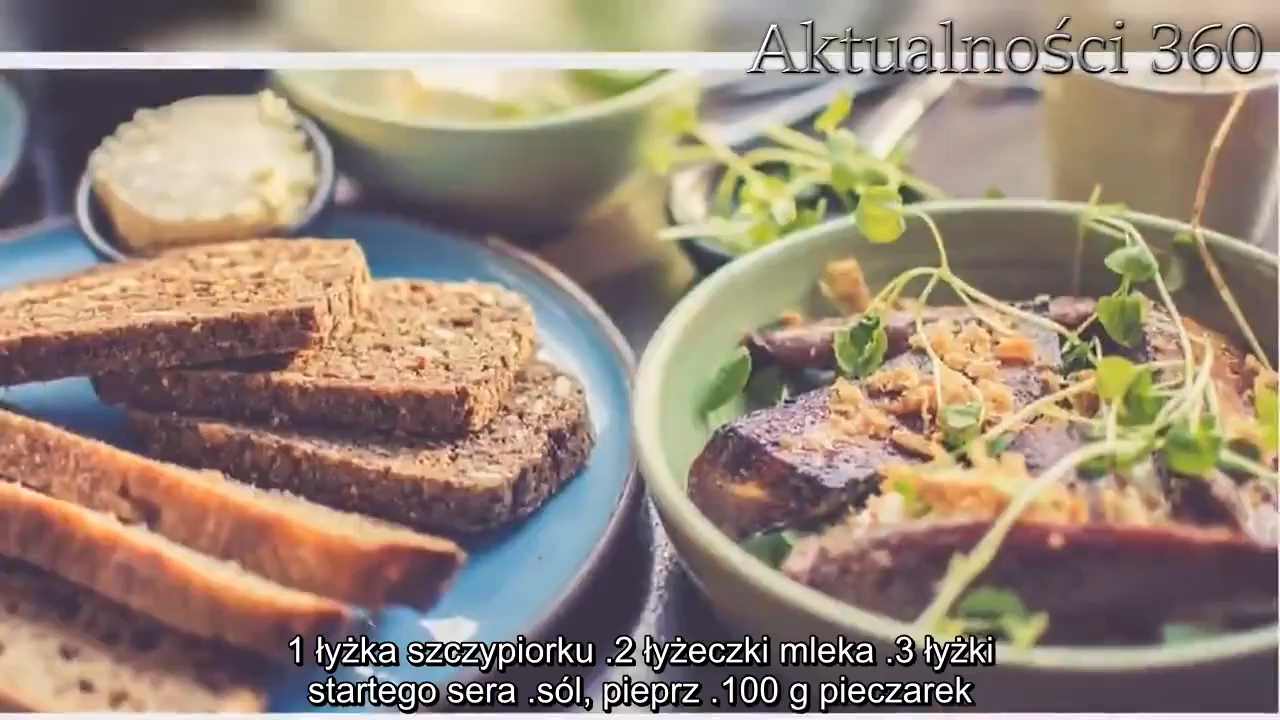 Aktualności 360
1 łyżka szczypiorku .2 łyżeczki mleka .3 łyżki
startego sera .sól, pieprz .100 g pieczarek